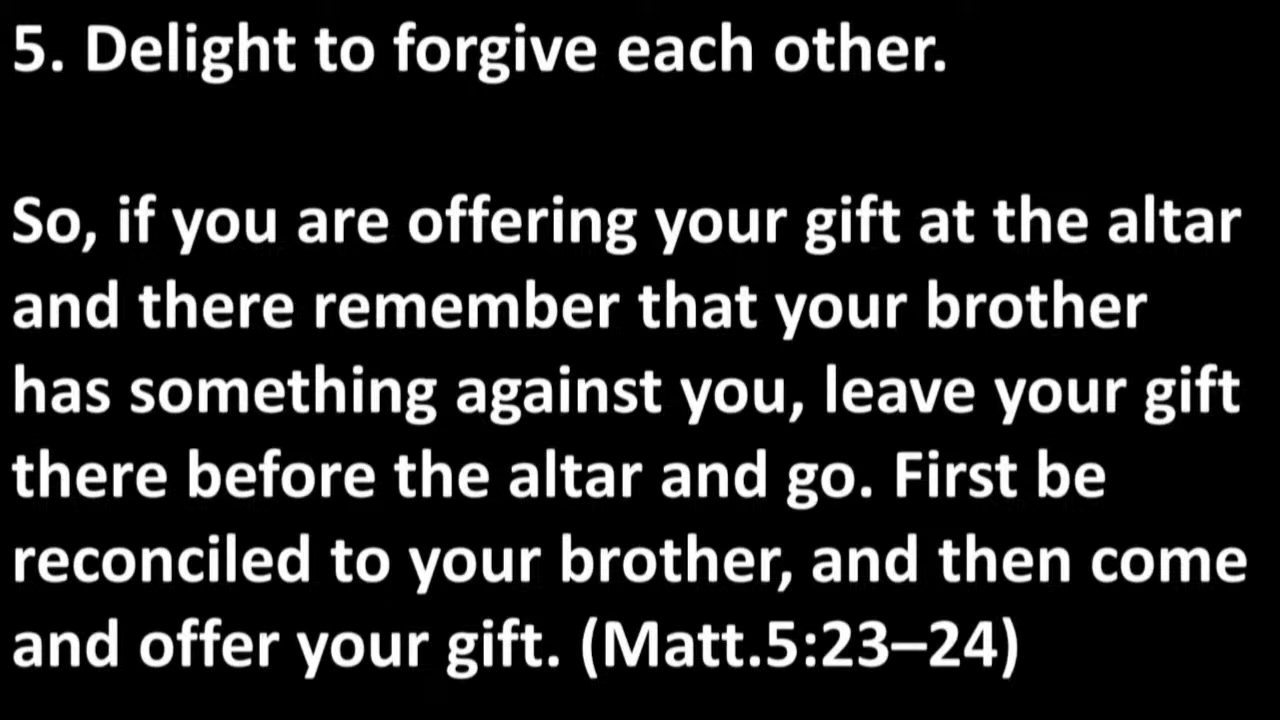 5. Delight to forgive each other.
So, if you are offering your gift at the altar
and there remember that your brother
has something against you, leave your gift
there before the altar and go. First be
reconciled to your brother, and then come
and offer your gift. (Matt.5:23–24)